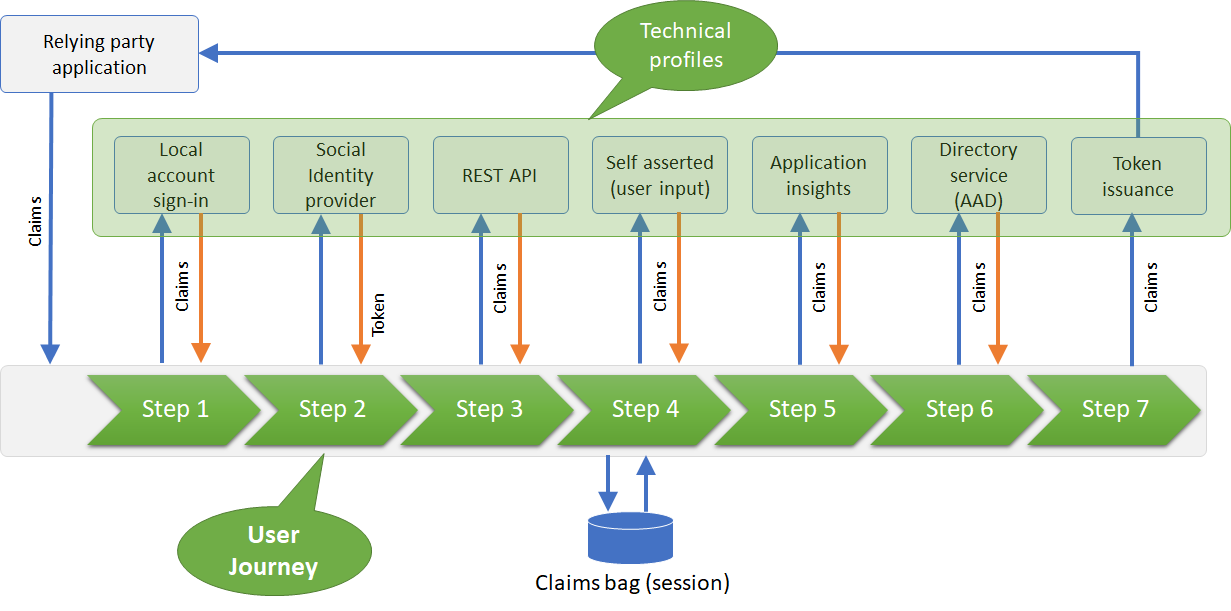 Technical
profiles
Relying party
application
Local
account
sign-in
Social
Identity
provider
REST API
Self asserted
(user input)
Application
insights
Directory
service
(AAD)
Token
issuance
Claims
Claims
Token
Claims
Claims
Claims
Claims
Claims
Step 1
Step 2
Step 3
Step 4
Step 5
Step 6
Step 7
User
Journey
Claims bag (session)